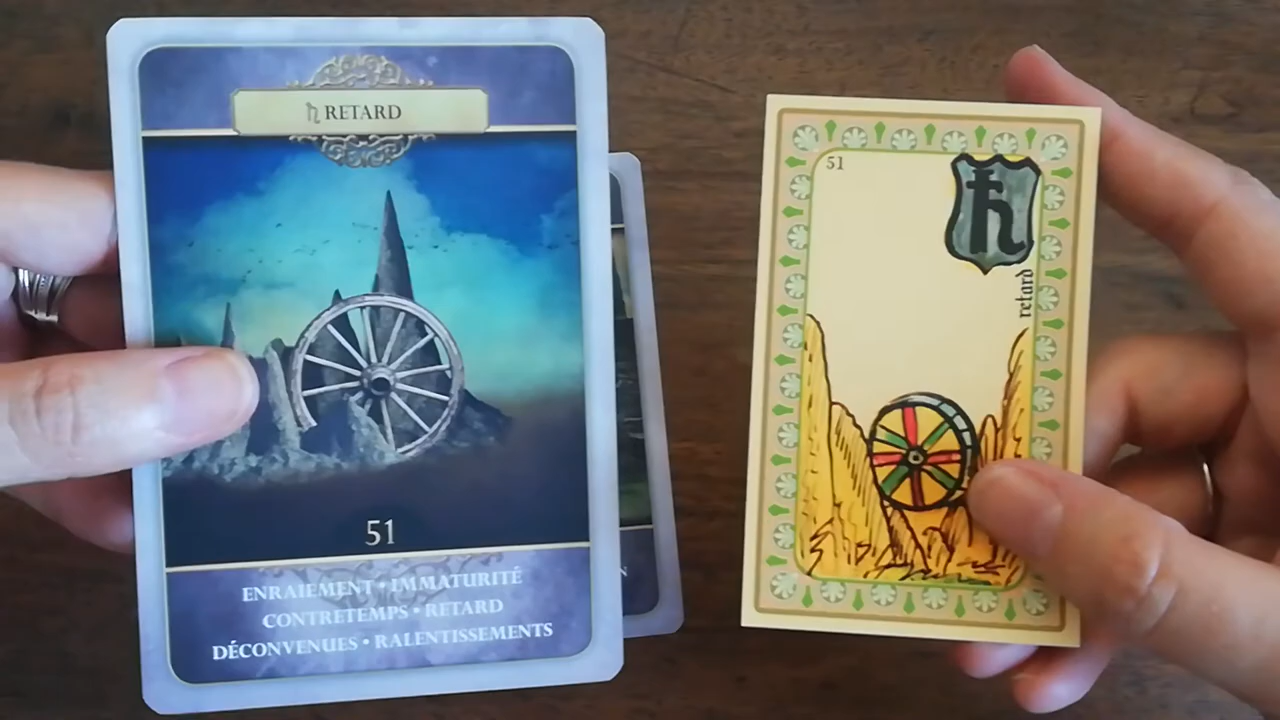 ♄ RETARD
51
ENRAIEMENT • IMMATURITÉ
CONTRETEMPS • RETARD
DÉCONVENUES • RALENTISSEMENTS
51
♄
retard
N